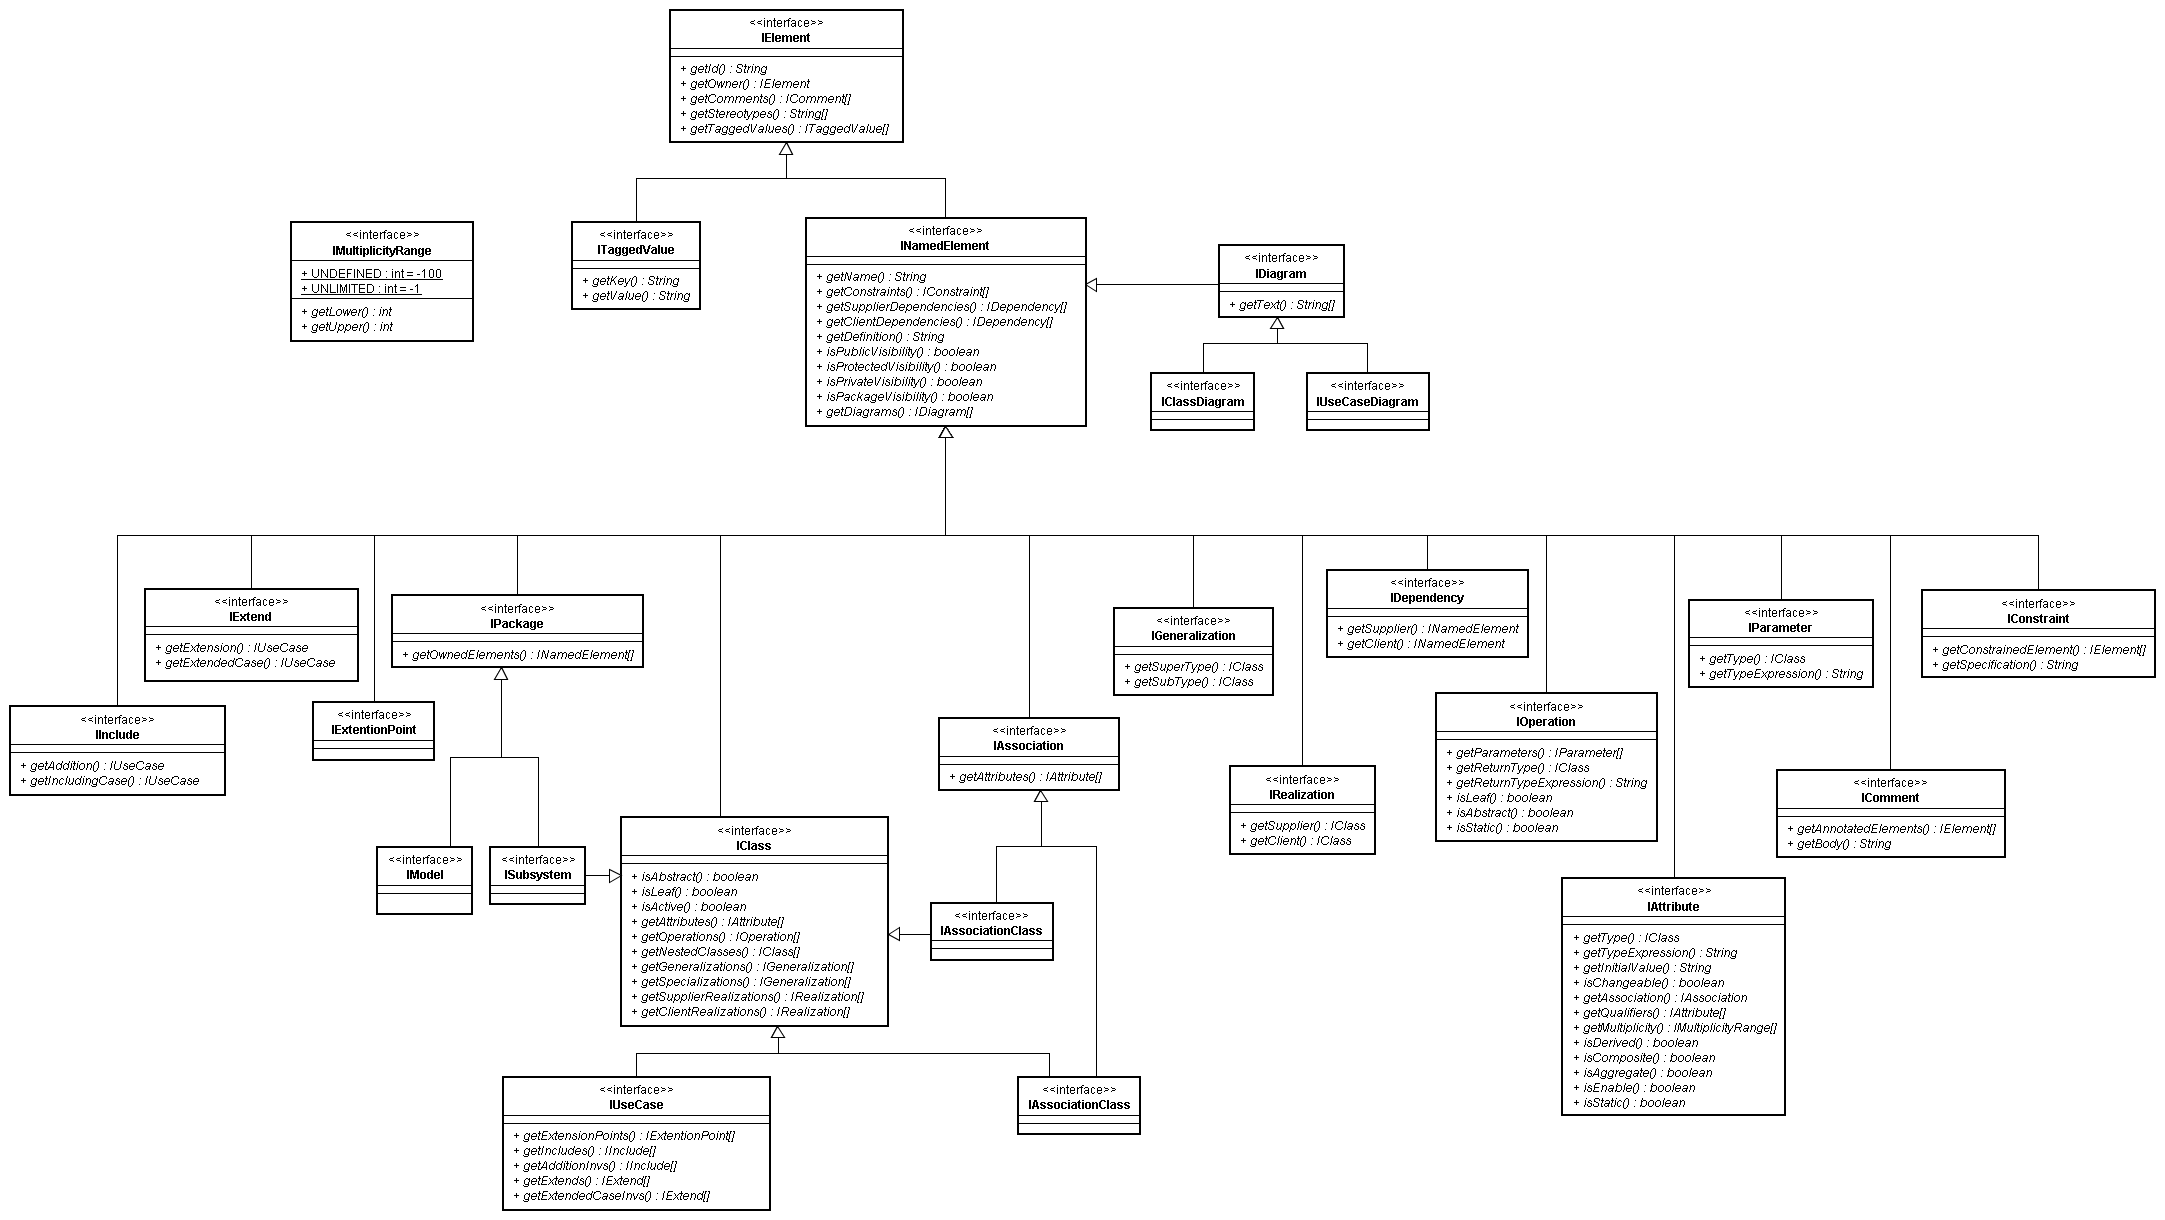 <<interface>>
IElement
+ getId() : String
+ getOwner() : IElement
+ getComments() : IComment[]
+ getStereotypes() : String[]
+ getTaggedValues() : ITaggedValue[]
<<interface>>
IMultiplicityRange
+ UNDEFINED : int = -100
+ UNLIMITED : int = -1
+ getLower() : int
+ getUpper() : int
<<interface>>
ITaggedValue
+ getKey() : String
+ getValue() : String
<<interface>>
INamedElement
+ getName() : String
+ getConstraints() : IConstraint[]
+ getSupplierDependencies() : IDependency[]
+ getClientDependencies() : IDependency[]
+ getDefinition() : String
+ isPublicVisibility() : boolean
+ isProtectedVisibility() : boolean
+ isPrivateVisibility() : boolean
+ isPackageVisibility() : boolean
+ getDiagrams() : IDiagram[]
<<interface>>
IDiagram
+ getText() : String[]
<<interface>>
IClassDiagram
<<interface>>
IUseCaseDiagram
<<interface>>
IExtend
+ getExtension() : IUseCase
+ getExtendedCase() : IUseCase
<<interface>>
IPackage
+ getOwnedElements() : INamedElement[]
<<interface>>
IGeneralization
+ getSuperType() : IClass
+ getSubType() : IClass
<<interface>>
IDependency
+ getSupplier() : INamedElement
+ getClient() : INamedElement
<<interface>>
IParameter
+ getType() : IClass
+ getTypeExpression() : String
<<interface>>
IConstraint
+ getConstrainedElement() : IElement[]
+ getSpecification() : String
<<interface>>
IInclude
+ getAddition() : IUseCase
+ getIncludingCase() : IUseCase
<<interface>>
IExtentionPoint
<<interface>>
IAssociation
+ getAttributes() : IAttribute[]
<<interface>>
IRealization
+ getSupplier() : IClass
+ getClient() : IClass
<<interface>>
IOperation
+ getParameters() : IParameter[]
+ getReturnType() : IClass
+ getReturnTypeExpression() : String
+ isLeaf() : boolean
+ isAbstract() : boolean
+ isStatic() : boolean
<<interface>>
IComment
+ getAnnotatedElements() : IElement[]
+ getBody() : String
<<interface>>
IModel
<<interface>>
ISubsystem
<<interface>>
IClass
+ isAbstract() : boolean
+ isLeaf() : boolean
+ isActive() : boolean
+ getAttributes() : IAttribute[]
+ getOperations() : IOperation[]
+ getNestedClasses() : IClass[]
+ getGeneralizations() : IGeneralization[]
+ getSpecializations() : IGeneralization[]
+ getSupplierRealizations() : IRealization[]
+ getClientRealizations() : IRealization[]
<<interface>>
IAssociationClass
<<interface>>
IAttribute
+ getType() : IClass
+ getTypeExpression() : String
+ getInitialValue() : String
+ isChangeable() : boolean
+ getAssociation() : IAssociation
+ getQualifiers() : IAttribute[]
+ getMultiplicity() : IMultiplicityRange[]
+ isDerived() : boolean
+ isComposite() : boolean
+ isAggregate() : boolean
+ isEnable() : boolean
+ isStatic() : boolean
<<interface>>
IUseCase
+ getExtensionPoints() : IExtentionPoint[]
+ getIncludes() : IInclude[]
+ getAdditionInvs() : IInclude[]
+ getExtends() : IExtend[]
+ getExtendedCaseInvs() : IExtend[]
<<interface>>
IAssociationClass